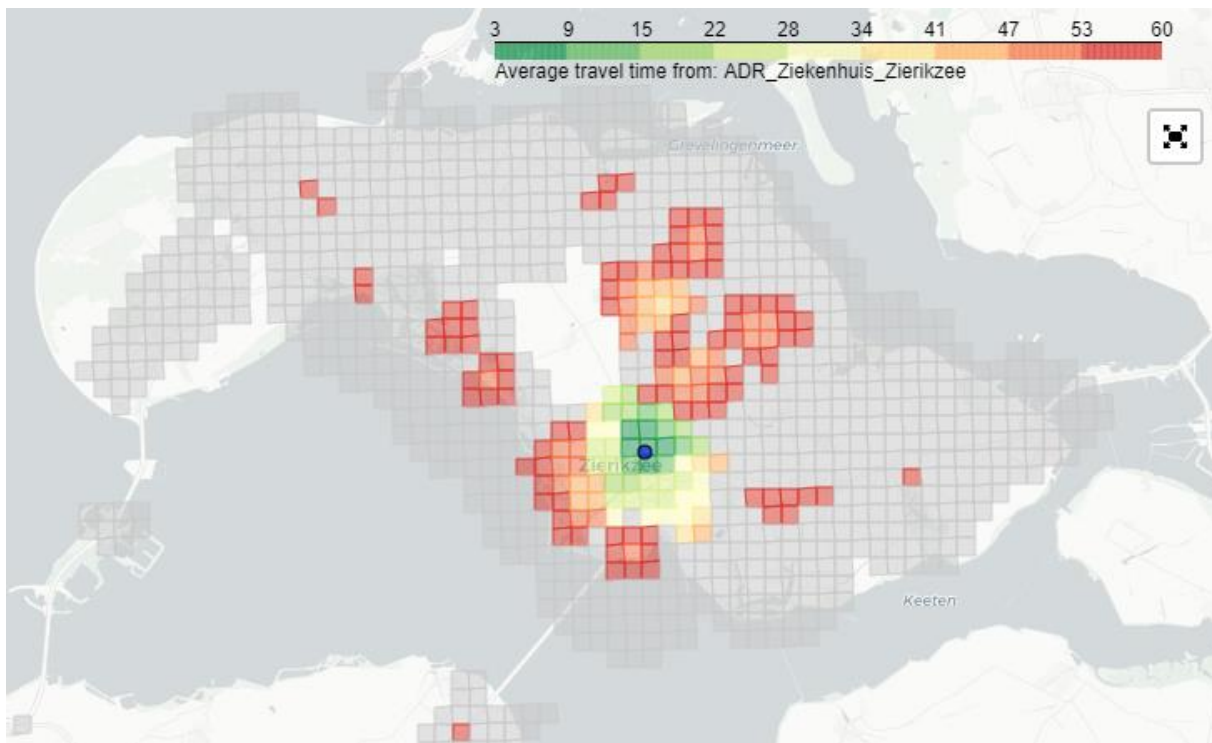 3 9 15 22 28 34 41 47 53 60
Average travel time from: ADR_Ziekenhuis_Zierikzee
Grevelingenmeer
Zierikzee
Keeten